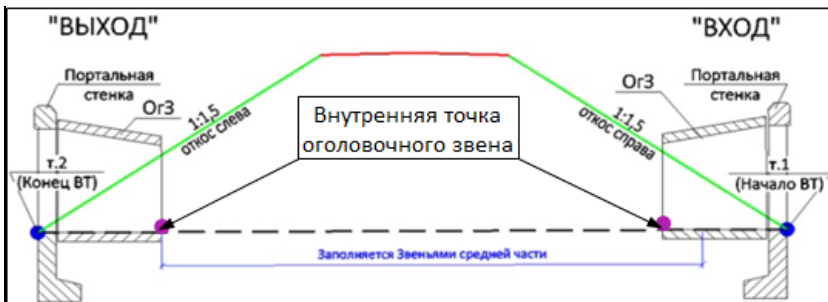 "ВЫХОД"
"ВХОД"
Портальная
стенка
Ог3
Внутренняя точка
оголовочного звена
Ог3
Портальная
стенка
1:1,5
откос слева
1:1,5
откос справа
т.2
(Конец ВТ)
т.1
(Начало ВТ)
Заполняется Звеньями средней части